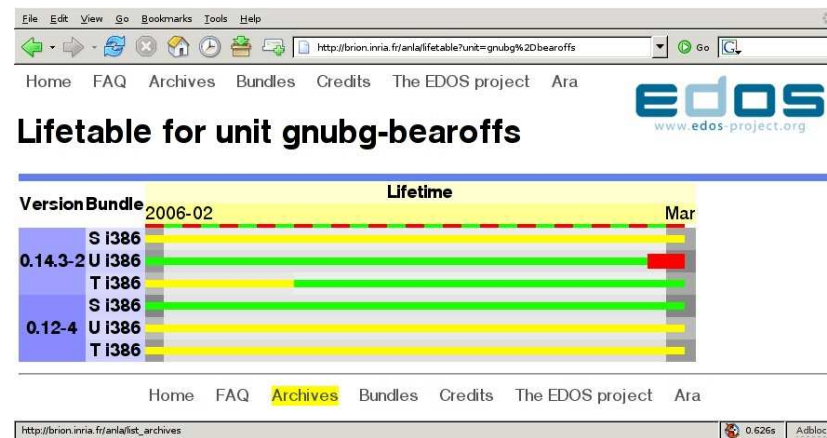 File Edit View Go Bookmarks Tools Help
http://brion.inria.fr/anla/lifetable?unit=gnubg%2Dbearoffs Go G
Home FAQ Archives Bundles Credits The EDOS project Ara
edos
www.edos-project.org
Lifetable for unit gnubg-bearoffs
Version Bundle Lifetime
2006-02 Mar
S i386
0.14.3-2 U i386
T i386
S i386
0.12-4 U i386
T i386
Home FAQ Archives Bundles Credits The EDOS project Ara
http://brion.inria.fr/anla/list_archives 0.626s Adbloc